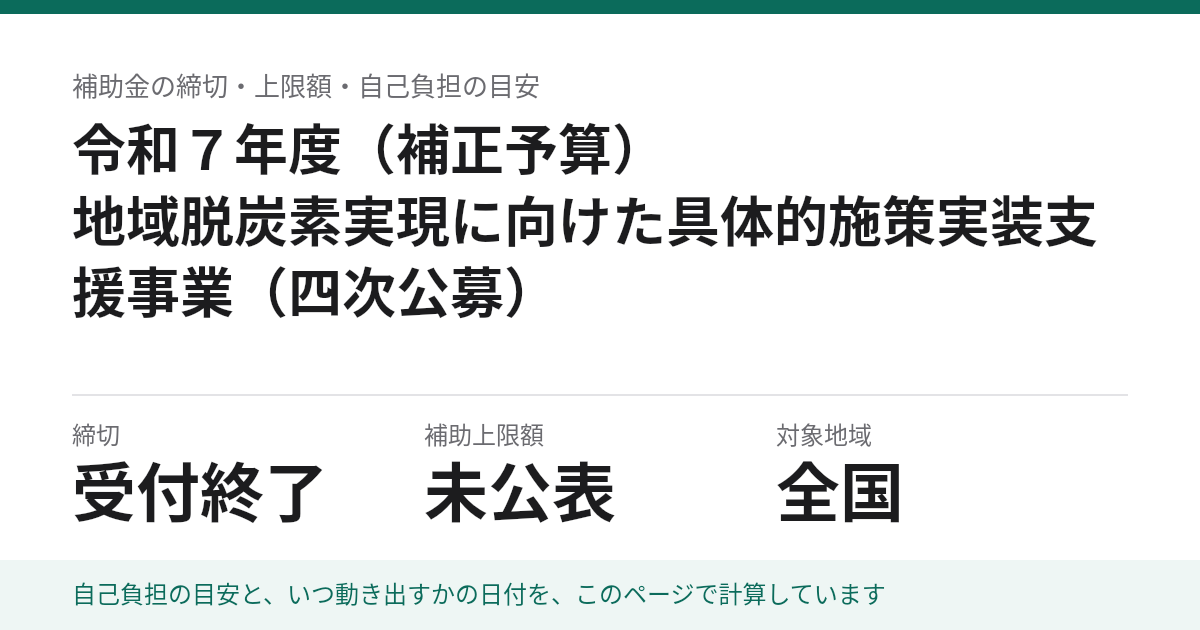 補助金の締切・上限額・自己負担の目安
令和７年度（補正予算）
地域脱炭素実現に向けた具体的施策実装支
援事業（四次公募）
締切
補助上限額
対象地域
受付終了
未公表
全国
自己負担の目安と、いつ動き出すかの日付を、このページで計算しています